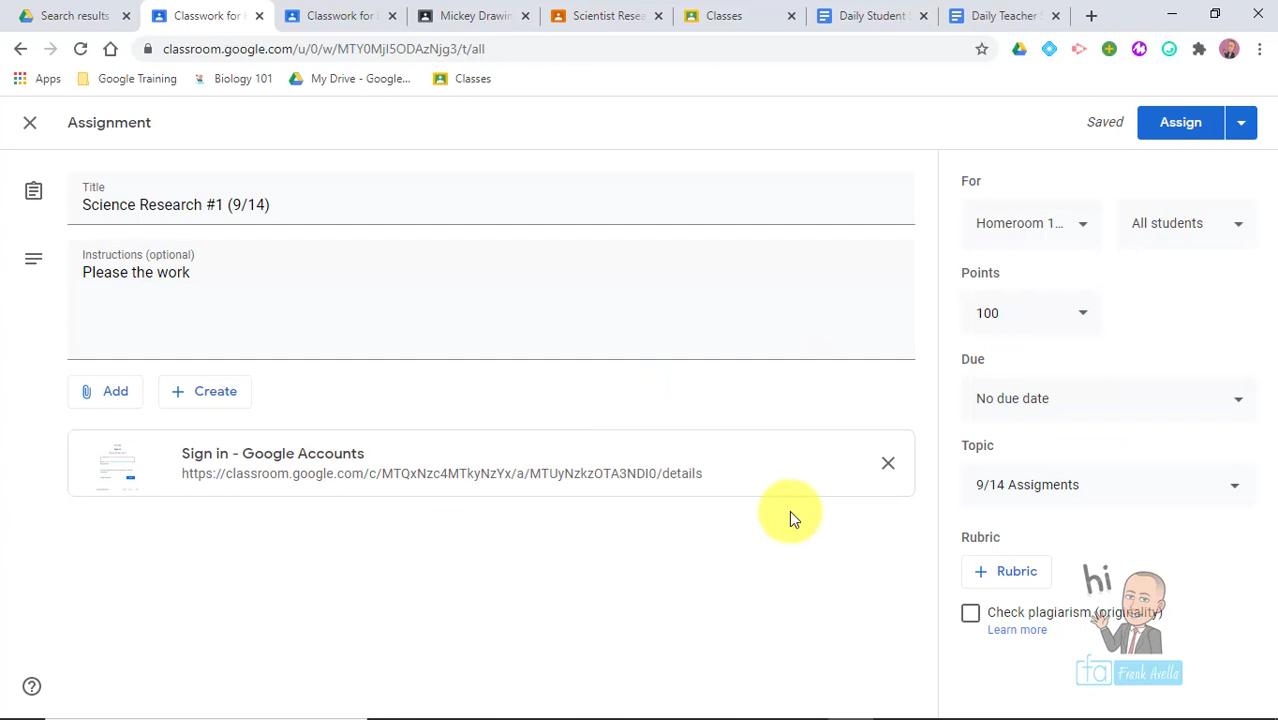 Search results
Classwork for
Classwork for
Scientist Resea
Classes
Daily Student S
Daily Teacher S
classroom.google.com/u/0/w/MTY0MjI5ODAzNjg3/t/all
Apps
Google Training
Biology 101
My Drive - Google...
Classes
Assignment
Saved
Assign
Title
Science Research #1 (9/14)
Instructions (optional)
Please the work
Add
Create
Sign in - Google Accounts
https://classroom.google.com/c/MTQxNzc4MTkyNzYx/a/MTUyNzkzOTA3NDI0/details
For
Homeroom 1...
All students
Points
100
Due
No due date
Topic
9/14 Assigments
Rubric
Rubric
Check plagiarism (originality)
Learn more
hi
fa Frank Avella